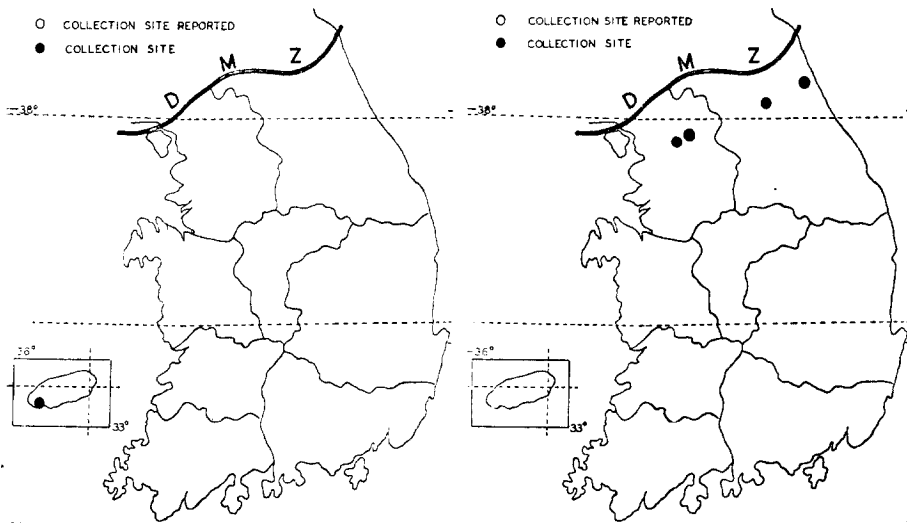 ○ COLLECTION SITE REPORTED
● COLLECTION SITE
D M Z
—38°
—36°
33°
○ COLLECTION SITE REPORTED
● COLLECTION SITE
D M Z
—38°
—36°
33°